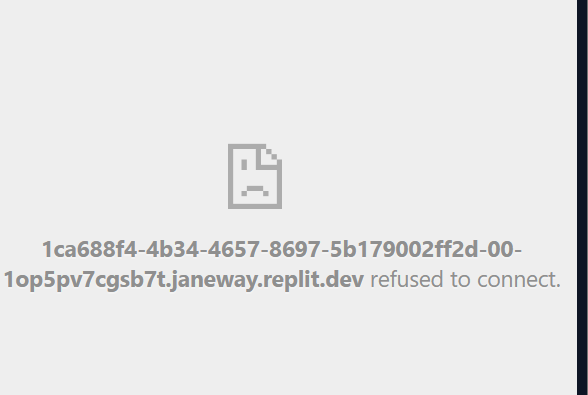 1ca688f4-4b34-4657-8697-5b179002ff2d-00-
1op5pv7cgsb7t.janeway.replit.dev refused to connect.